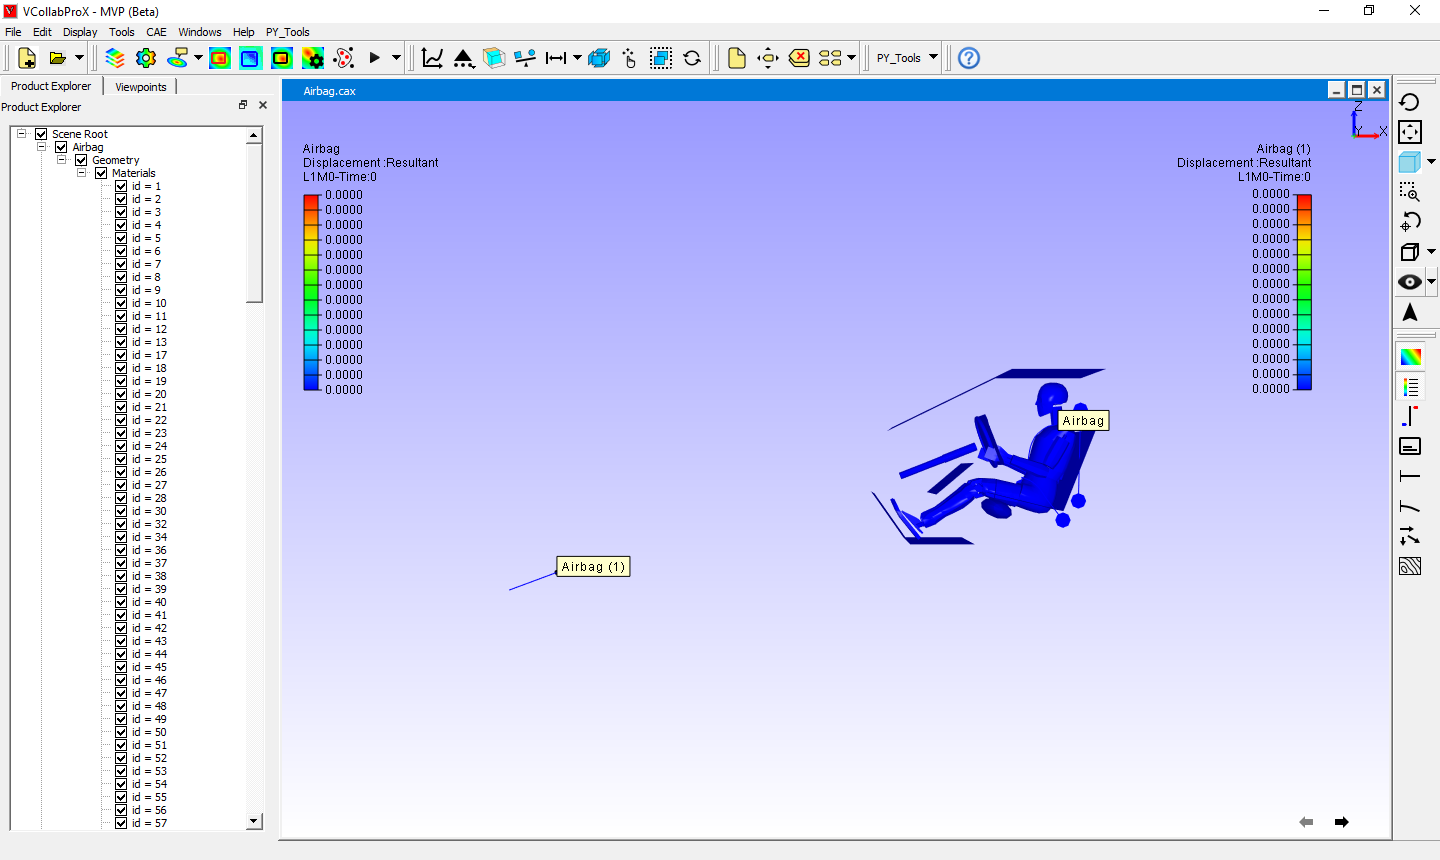 VCollabProX - MVP (Beta)
File Edit Display Tools CAE Windows Help PY_Tools
PY_Tools
Product Explorer Viewpoints
Product Explorer
Scene Root
Airbag
Geometry
Materials
id = 1
id = 2
id = 3
id = 4
id = 5
id = 6
id = 7
id = 8
id = 9
id = 10
id = 11
id = 12
id = 13
id = 17
id = 18
id = 19
id = 20
id = 21
id = 22
id = 23
id = 24
id = 25
id = 26
id = 27
id = 28
id = 30
id = 32
id = 34
id = 36
id = 37
id = 38
id = 39
id = 40
id = 41
id = 42
id = 43
id = 44
id = 45
id = 46
id = 47
id = 48
id = 49
id = 50
id = 51
id = 52
id = 53
id = 54
id = 55
id = 56
id = 57
Airbag.cax
Airbag
Displacement :Resultant
L1M0-Time:0
0.0000
0.0000
0.0000
0.0000
0.0000
0.0000
0.0000
0.0000
0.0000
0.0000
0.0000
0.0000
0.0000
0.0000
Z
Y X
Airbag (1)
Displacement :Resultant
L1M0-Time:0
0.0000
0.0000
0.0000
0.0000
0.0000
0.0000
0.0000
0.0000
0.0000
0.0000
0.0000
0.0000
0.0000
0.0000
Airbag
Airbag (1)